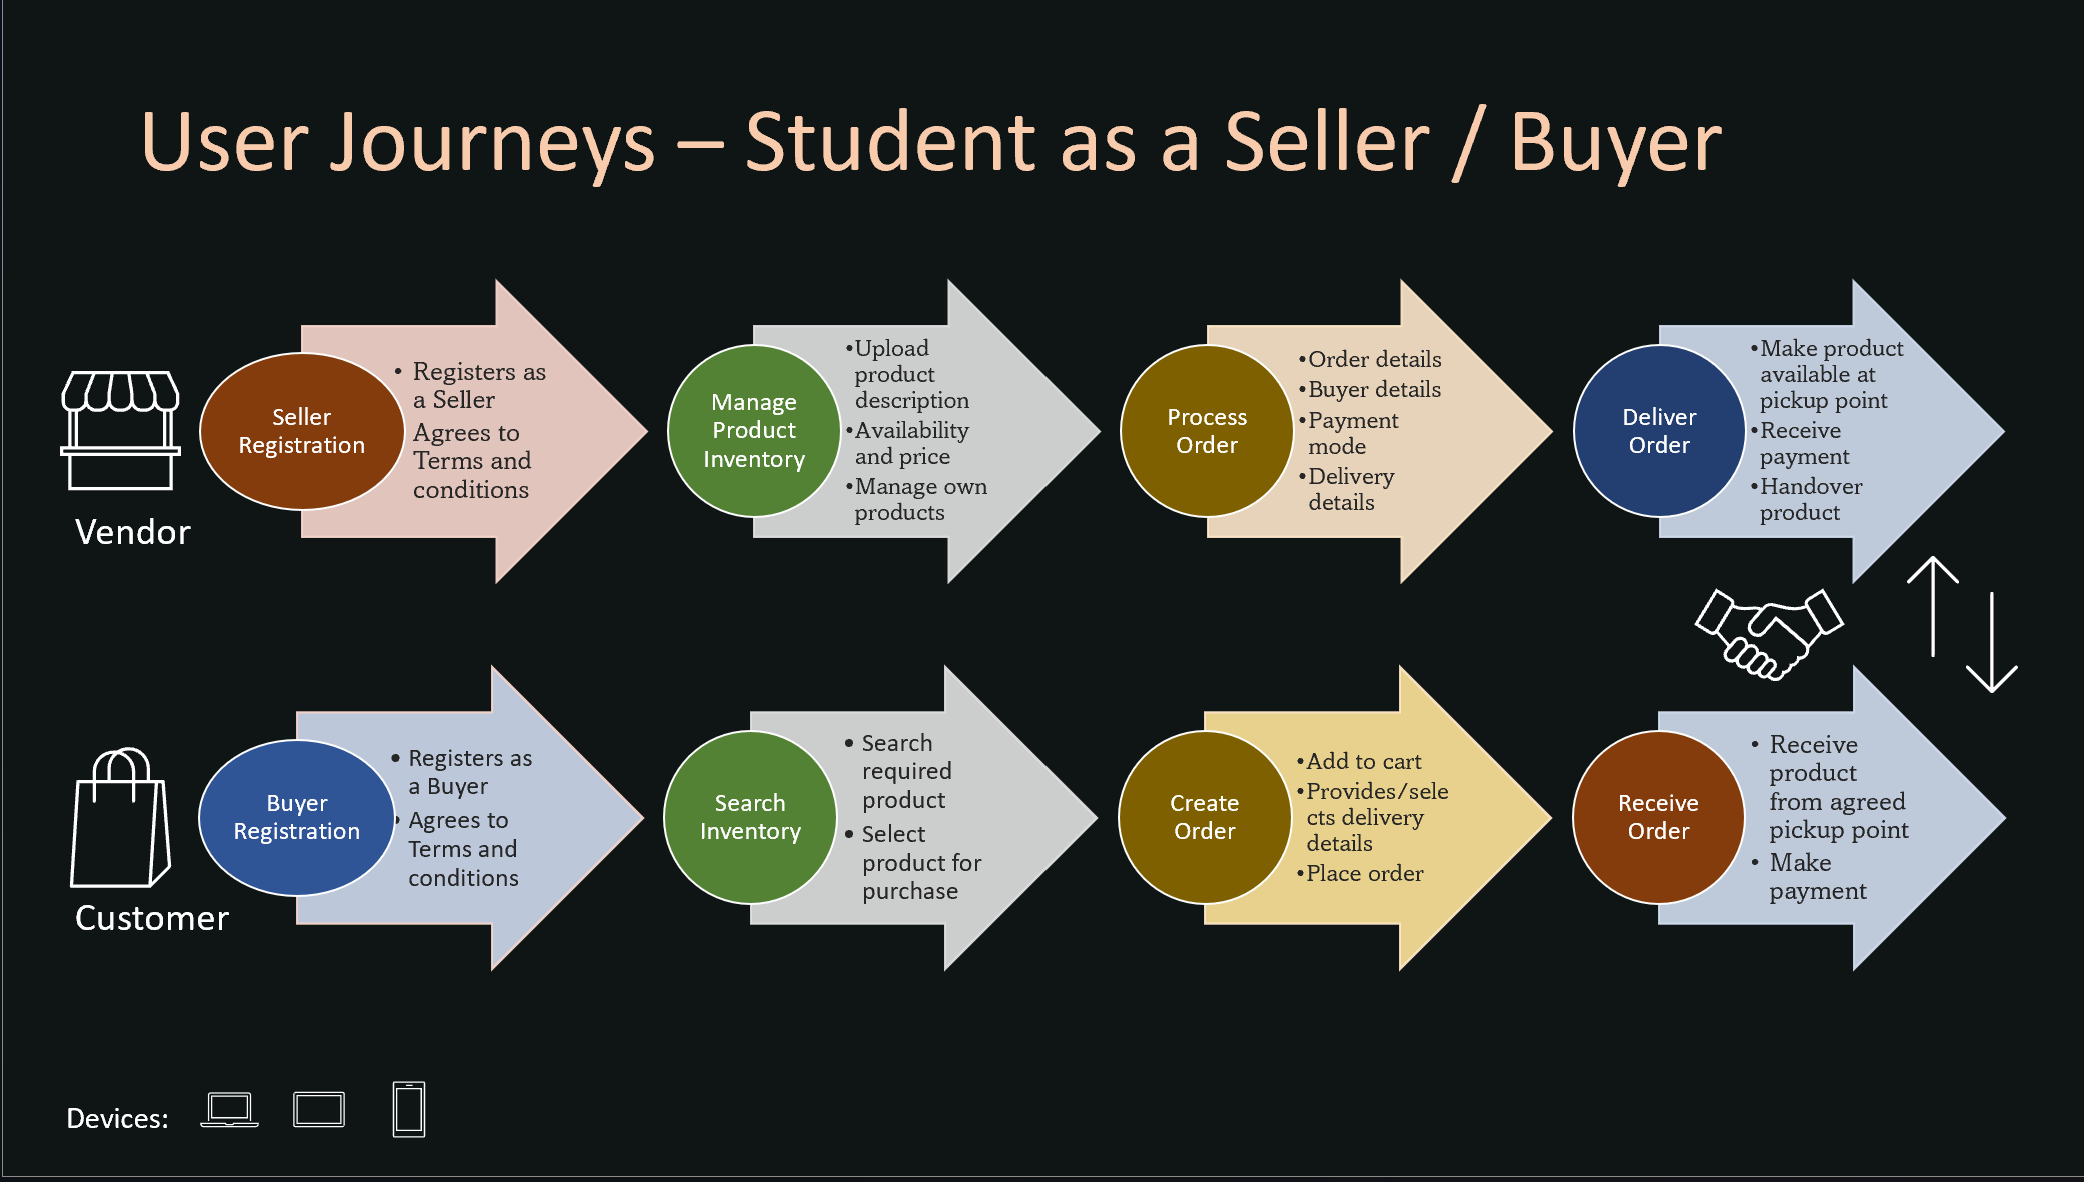 User Journeys – Student as a Seller / Buyer
Vendor
Seller
Registration
• Registers as
a Seller
Agrees to
Terms and
conditions
Manage
Product
Inventory
•Upload
product
description
•Availability
and price
•Manage own
products
Process
Order
•Order details
•Buyer details
•Payment
mode
•Delivery
details
Deliver
Order
•Make product
available at
pickup point
•Receive
payment
•Handover
product
Customer
Buyer
Registration
• Registers as
a Buyer
• Agrees to
Terms and
conditions
Search
Inventory
• Search
required
product
• Select
product for
purchase
Create
Order
•Add to cart
•Provides/sele
cts delivery
details
•Place order
Receive
Order
• Receive
product
from agreed
pickup point
• Make
payment
Devices: